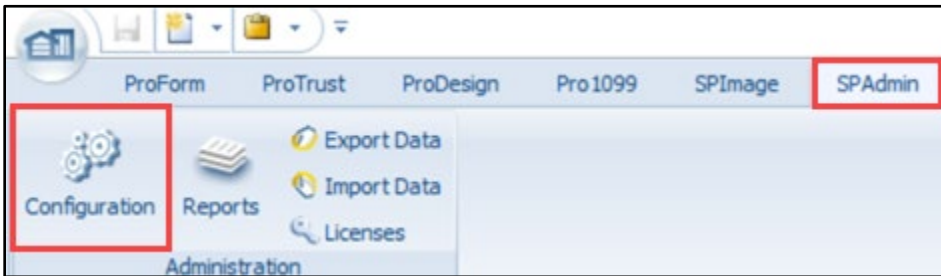 ProForm ProTrust ProDesign Pro1099 SPImage SPAdmin
Export Data
Import Data
Configuration Reports
Licenses
Administration